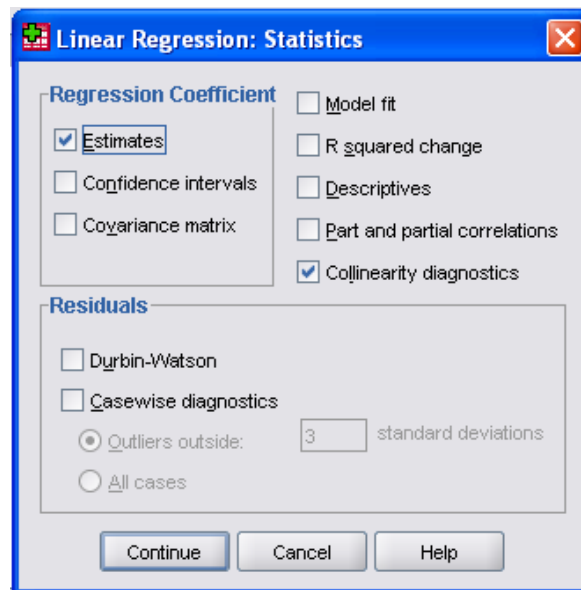 Linear Regression: Statistics
Regression Coefficient
Estimates
Confidence intervals
Covariance matrix
Model fit
R squared change
Descriptives
Part and partial correlations
Collinearity diagnostics
Residuals
Durbin-Watson
Casewise diagnostics
Outliers outside: 3 standard deviations
All cases
Continue Cancel Help